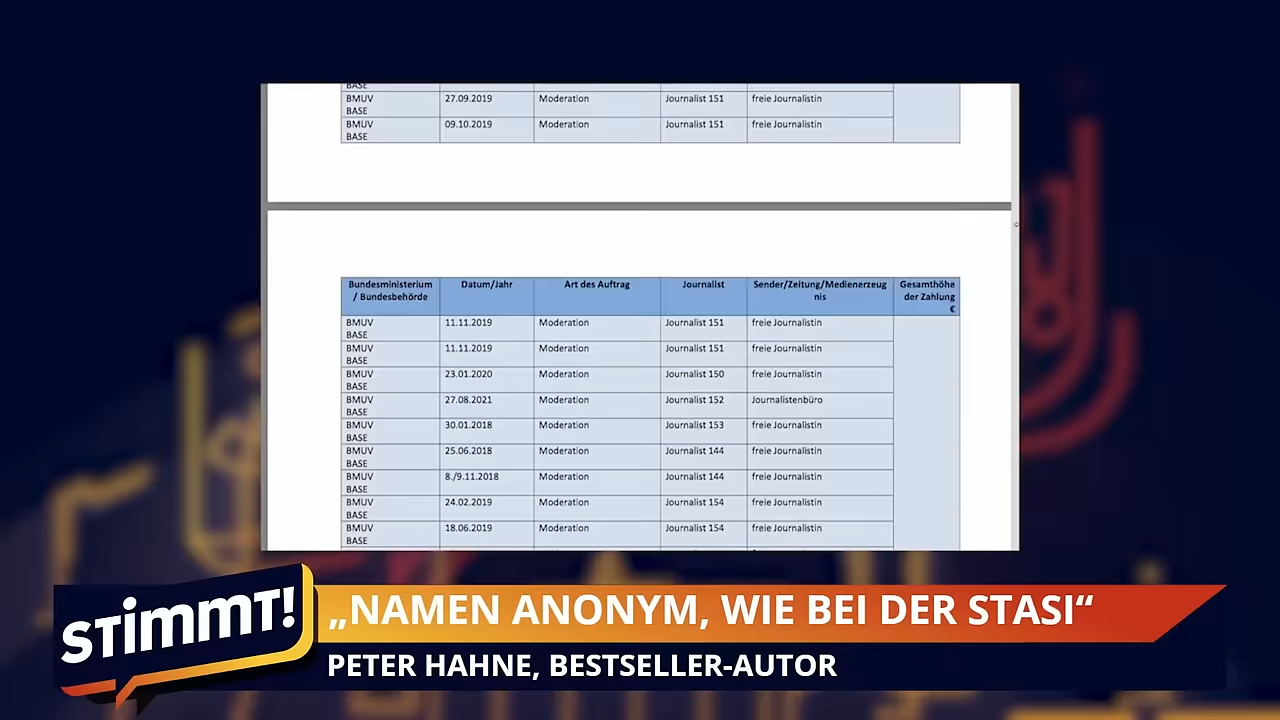 BASE
BMUV 27.09.2019 Moderation Journalist 151 freie Journalistin
BASE
BMUV 09.10.2019 Moderation Journalist 151 freie Journalistin
BASE
Bundesministerium Datum/Jahr Art des Auftrag Journalist Sender/Zeitung/Medienerzeug Gesamthöhe
/ Bundesbehörde nis der Zahlung
€
BMUV 11.11.2019 Moderation Journalist 151 freie Journalistin
BASE
BMUV 11.11.2019 Moderation Journalist 151 freie Journalistin
BASE
BMUV 23.01.2020 Moderation Journalist 150 freie Journalistin
BASE
BMUV 27.08.2021 Moderation Journalist 152 Journalistenbüro
BASE
BMUV 30.01.2018 Moderation Journalist 153 freie Journalistin
BASE
BMUV 25.06.2018 Moderation Journalist 144 freie Journalistin
BASE
BMUV 8./9.11.2018 Moderation Journalist 144 freie Journalistin
BASE
BMUV 24.02.2019 Moderation Journalist 154 freie Journalistin
BASE
BMUV 18.06.2019 Moderation Journalist 154 freie Journalistin
BASE
stimmT!
„NAMEN ANONYM, WIE BEI DER STASI“
PETER HAHNE, BESTSELLER-AUTOR